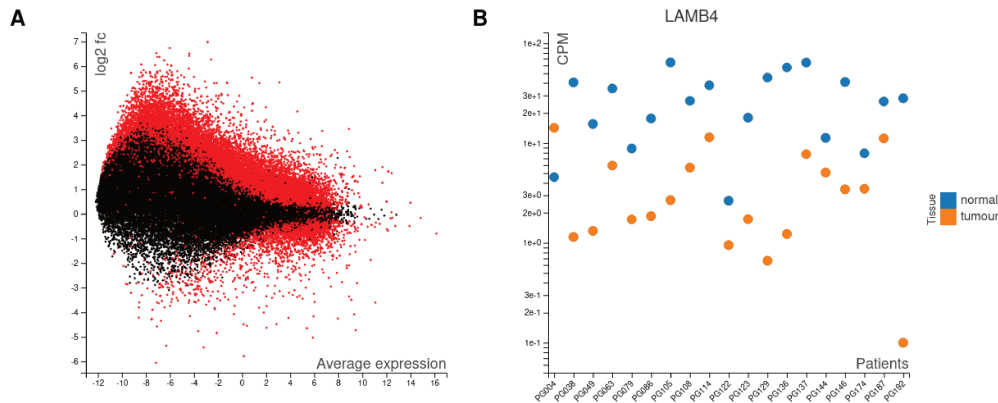 A
log2 fc
7
6
5
4
3
2
1
0
-1
-2
-3
-4
-5
-6
Average expression
-12 -10 -8 -6 -4 -2 0 2 4 6 8 10 12 14 16
B
LAMB4
CPM
1e+2
3e+1
2e+1
1e+1
3e+0
2e+0
1e+0
3e-1
2e-1
1e-1
Patients
PG004 PG038 PG049 PG063 PG079 PG086 PG105 PG108 PG114 PG122 PG123 PG129 PG136 PG137 PG144 PG146 PG174 PG187 PG192
Tissue
normal
tumour